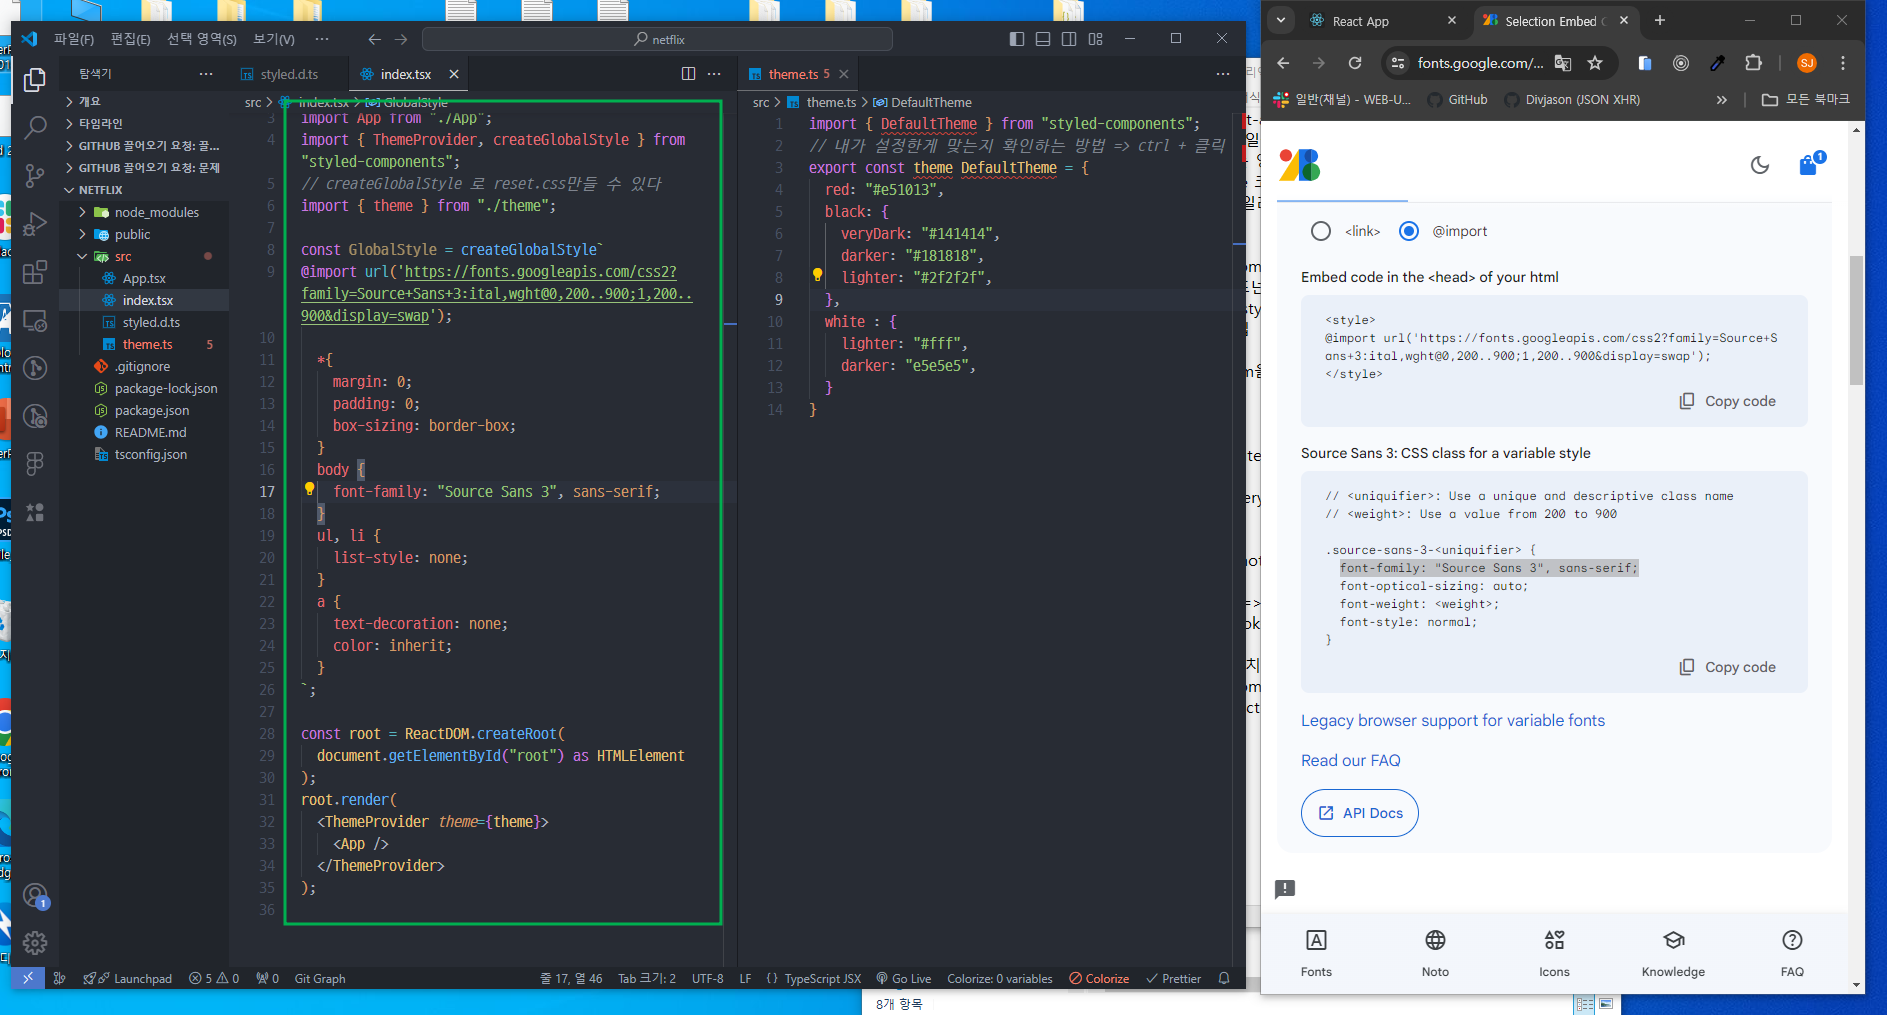 파일(F) 편집(E) 선택 영역(S) 보기(V) ··· netflix
탐색기 ···
개요
타임라인
GITHUB 끌어오기 요청: 끌...
GITHUB 끌어오기 요청: 문제
NETFLIX
node_modules
public
src
App.tsx
index.tsx
styled.d.ts
theme.ts 5
.gitignore
package-lock.json
package.json
README.md
tsconfig.json
styled.d.ts index.tsx
src > index.tsx > GlobalStyle
3 import App from "./App";
4 import { ThemeProvider, createGlobalStyle } from
"styled-components";
5 // createGlobalStyle 로 reset.css만들 수 있다
6 import { theme } from "./theme";
7
8 const GlobalStyle = createGlobalStyle`
9 @import url('https://fonts.googleapis.com/css2?
family=Source+Sans+3:ital,wght@0,200..900;1,200..
900&display=swap');
10
11 *{
12 margin: 0;
13 padding: 0;
14 box-sizing: border-box;
15 }
16 body {
17 font-family: "Source Sans 3", sans-serif;
18 }
19 ul, li {
20 list-style: none;
21 }
22 a {
23 text-decoration: none;
24 color: inherit;
25 }
26 `;
27
28 const root = ReactDOM.createRoot(
29 document.getElementById("root") as HTMLElement
30 );
31 root.render(
32 <ThemeProvider theme={theme}>
33 <App />
34 </ThemeProvider>
35 );
36
theme.ts 5
src > theme.ts > DefaultTheme
1 import { DefaultTheme } from "styled-components";
2 // 내가 설정한게 맞는지 확인하는 방법 => ctrl + 클릭
3 export const theme DefaultTheme = {
4 red: "#e51013",
5 black: {
6 veryDark: "#141414",
7 darker: "#181818",
8 lighter: "#2f2f2f",
9 },
10 white : {
11 lighter: "#fff",
12 darker: "e5e5e5",
13 }
14 }
1
Launchpad 5 0 0 Git Graph 줄 17, 열 46 Tab 크기: 2 UTF-8 LF { } TypeScript JSX Go Live Colorize: 0 variables Colorize Prettier
React App Selection Embed C
fonts.google.com/... SJ
일반(채널) - WEB-U... GitHub Divjason (JSON XHR) » 모든 북마크
1
<link> @import
Embed code in the <head> of your html
<style>
@import url('https://fonts.googleapis.com/css2?family=Source+S
ans+3:ital,wght@0,200..900;1,200..900&display=swap');
</style>
Copy code
Source Sans 3: CSS class for a variable style
// <uniquifier>: Use a unique and descriptive class name
// <weight>: Use a value from 200 to 900
.source-sans-3-<uniquifier> {
font-family: "Source Sans 3", sans-serif;
font-optical-sizing: auto;
font-weight: <weight>;
font-style: normal;
}
Copy code
Legacy browser support for variable fonts
Read our FAQ
API Docs
Fonts Noto Icons Knowledge FAQ
8개 항목